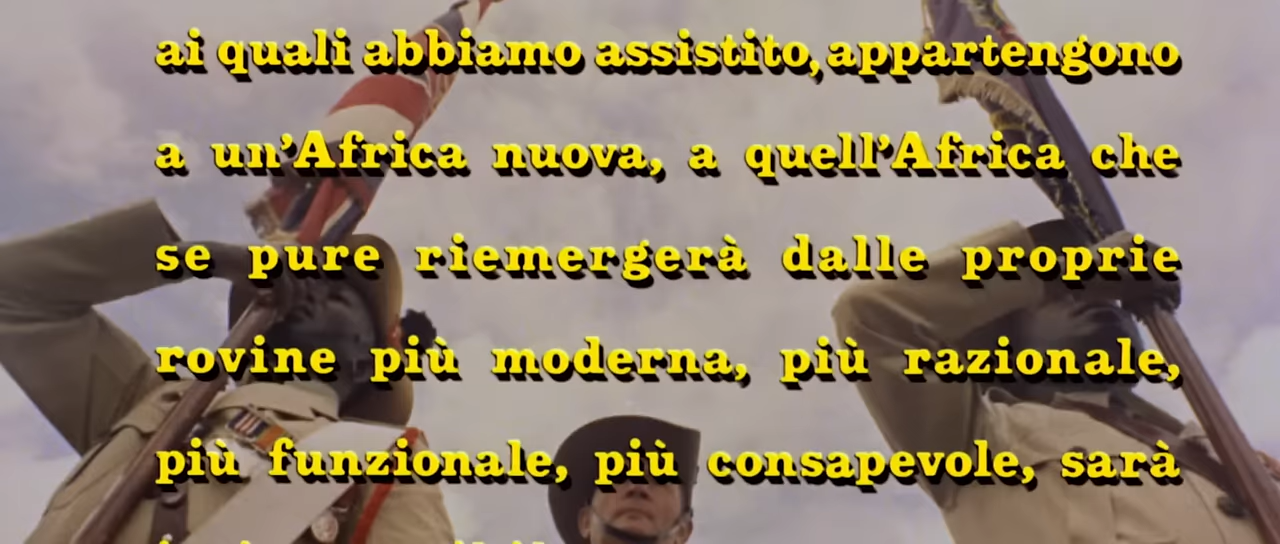 ai quali abbiamo assistito, appartengono
a un'Africa nuova, a quell'Africa che
se pure riemergerà dalle proprie
rovine più moderna, più razionale,
più funzionale, più consapevole, sarà